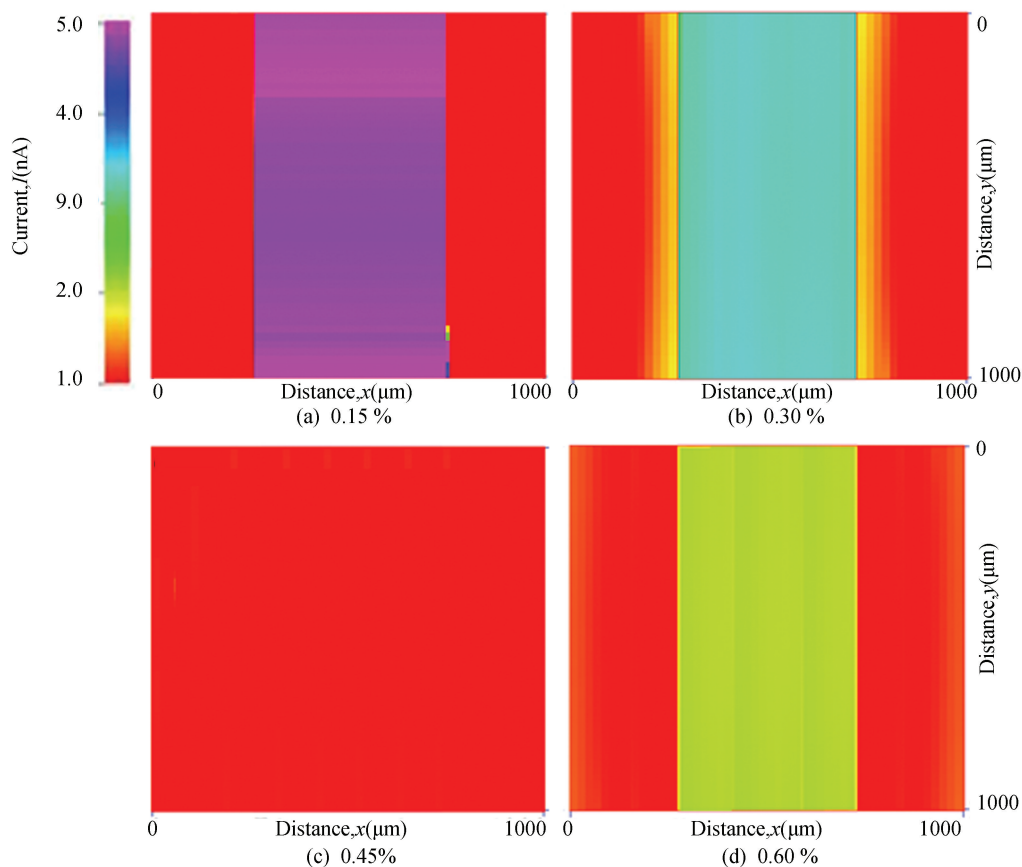 5.0
4.0
9.0
2.0
1.0
Current,I(nA)
0
Distance,y(μm)
1000
0 Distance,x(μm) 1000
(a) 0.15 %
0 Distance,x(μm) 1000
(b) 0.30 %
0
Distance,y(μm)
1000
0 Distance,x(μm) 1000
(c) 0.45%
0 Distance,x(μm) 1000
(d) 0.60 %